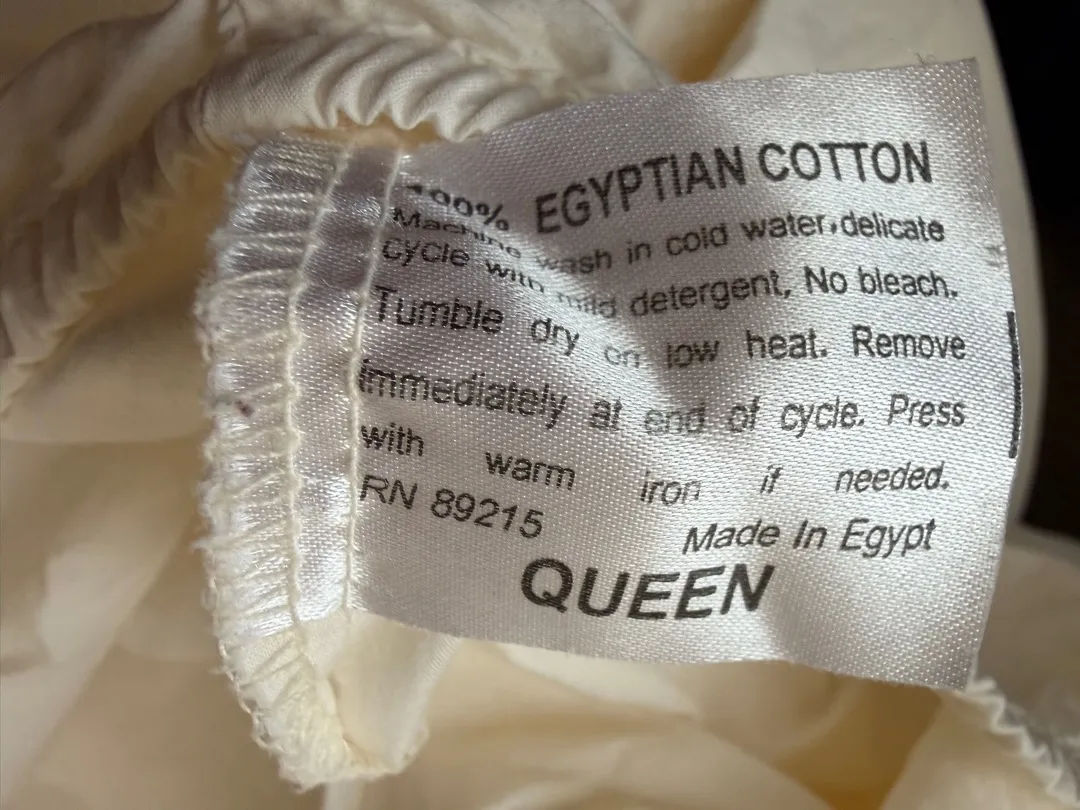 100% EGYPTIAN COTTON
Machine wash in cold water, delicate
cycle with mild detergent, No bleach.
Tumble dry on low heat. Remove
immediately at end of cycle. Press
with warm iron if needed.
RN 89215
Made In Egypt
QUEEN